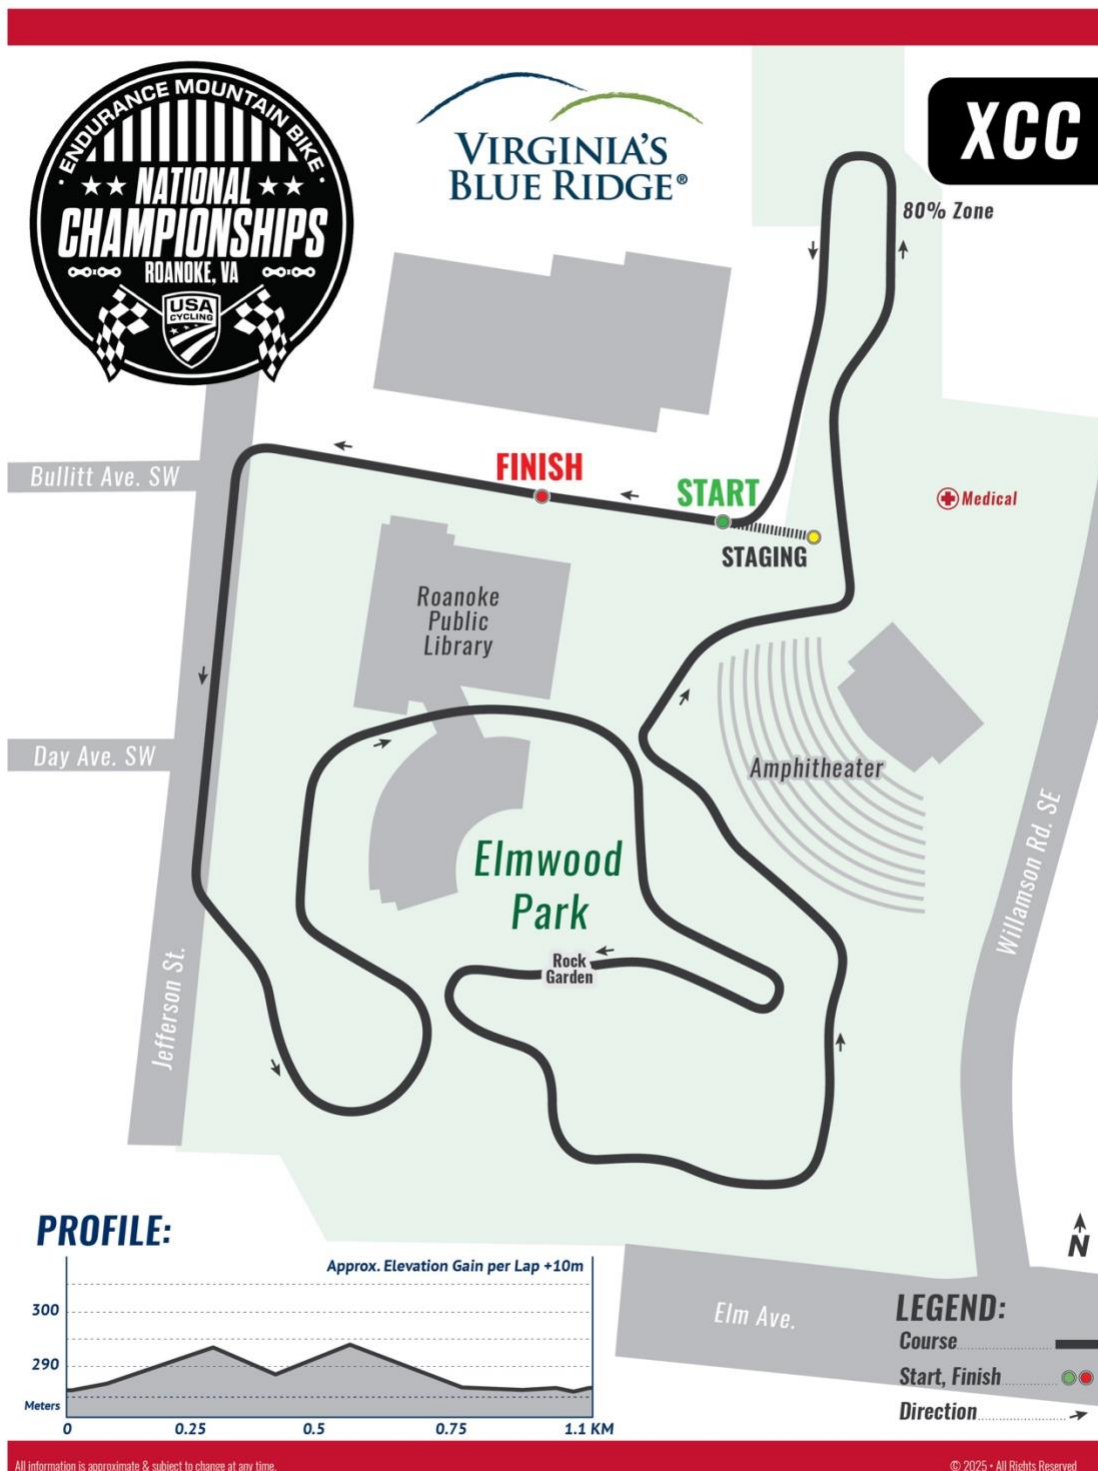 ENDURANCE MOUNTAIN BIKE
NATIONAL
CHAMPIONSHIPS
ROANOKE, VA
USA
CYCLING
VIRGINIA'S
BLUE RIDGE®
XCC
80% Zone
Bullitt Ave. SW
FINISH
START
Medical
STAGING
Roanoke
Public
Library
Day Ave. SW
Amphitheater
Elmwood
Park
Willamson Rd. SE
Rock
Garden
Jefferson St.
PROFILE:
Approx. Elevation Gain per Lap +10m
300
290
Meters
0
0.25
0.5
0.75
1.1 KM
Elm Ave.
N
LEGEND:
Course
Start, Finish
Direction
All information is approximate & subject to change at any time.
© 2025 • All Rights Reserved